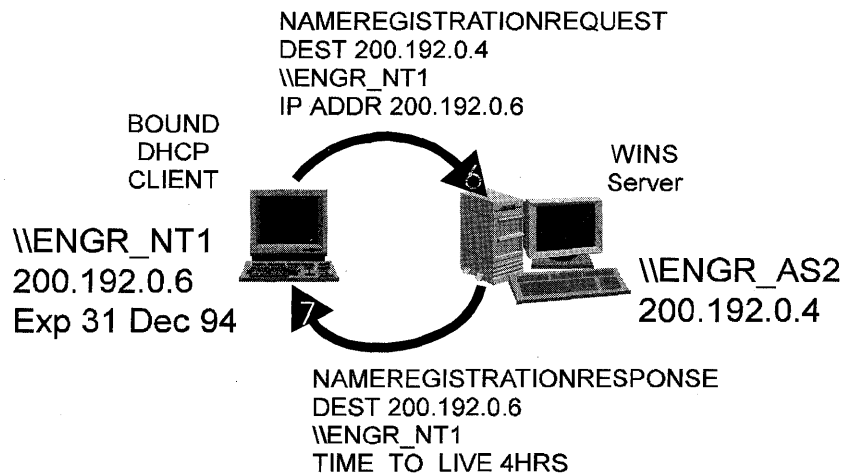 NAMEREGISTRATIONREQUEST
DEST 200.192.0.4
\\ENGR_NT1
IP ADDR 200.192.0.6
BOUND
DHCP
CLIENT
6
WINS
Server
\\ENGR_NT1
200.192.0.6
Exp 31 Dec 94
\\ENGR_AS2
200.192.0.4
7
NAMEREGISTRATIONRESPONSE
DEST 200.192.0.6
\\ENGR_NT1
TIME TO LIVE 4HRS